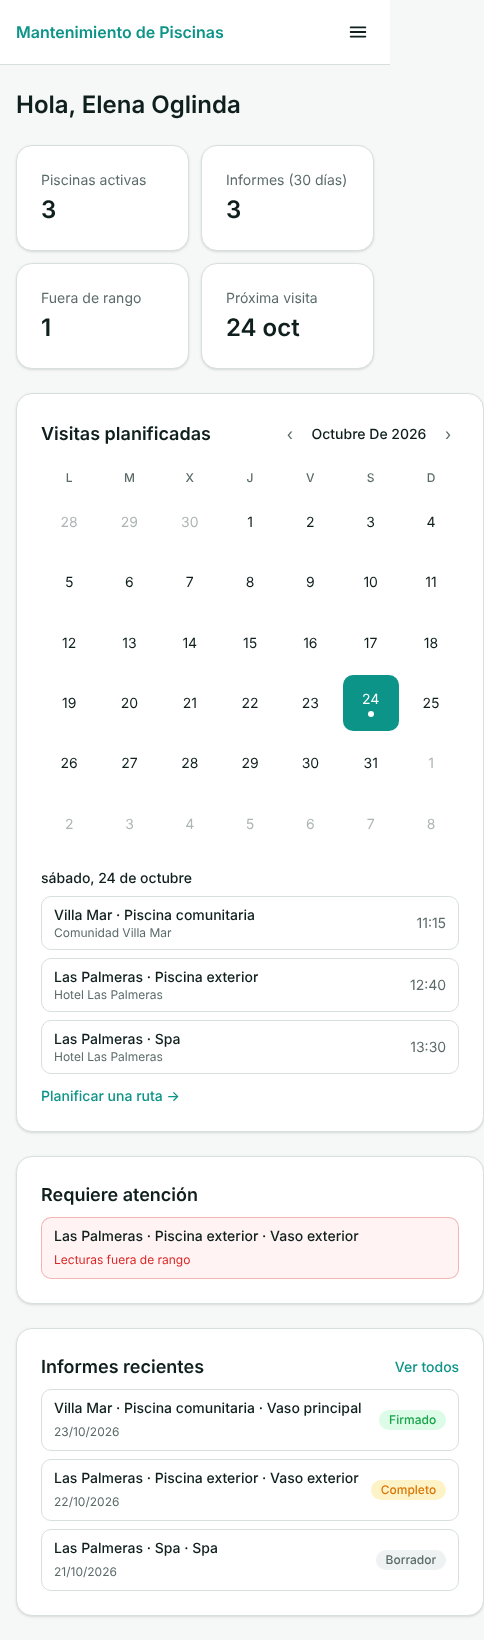 Mantenimiento de Piscinas
Hola, Elena Oglinda
Piscinas activas
3
Informes (30 días)
3
Fuera de rango
1
Próxima visita
24 oct
Visitas planificadas
‹ Octubre De 2026 ›
L M X J V S D
28 29 30 1 2 3 4
5 6 7 8 9 10 11
12 13 14 15 16 17 18
19 20 21 22 23 24 25
26 27 28 29 30 31 1
2 3 4 5 6 7 8
sábado, 24 de octubre
Villa Mar · Piscina comunitaria
Comunidad Villa Mar
11:15
Las Palmeras · Piscina exterior
Hotel Las Palmeras
12:40
Las Palmeras · Spa
Hotel Las Palmeras
13:30
Planificar una ruta →
Requiere atención
Las Palmeras · Piscina exterior · Vaso exterior
Lecturas fuera de rango
Informes recientes
Ver todos
Villa Mar · Piscina comunitaria · Vaso principal
23/10/2026
Firmado
Las Palmeras · Piscina exterior · Vaso exterior
22/10/2026
Completo
Las Palmeras · Spa · Spa
21/10/2026
Borrador